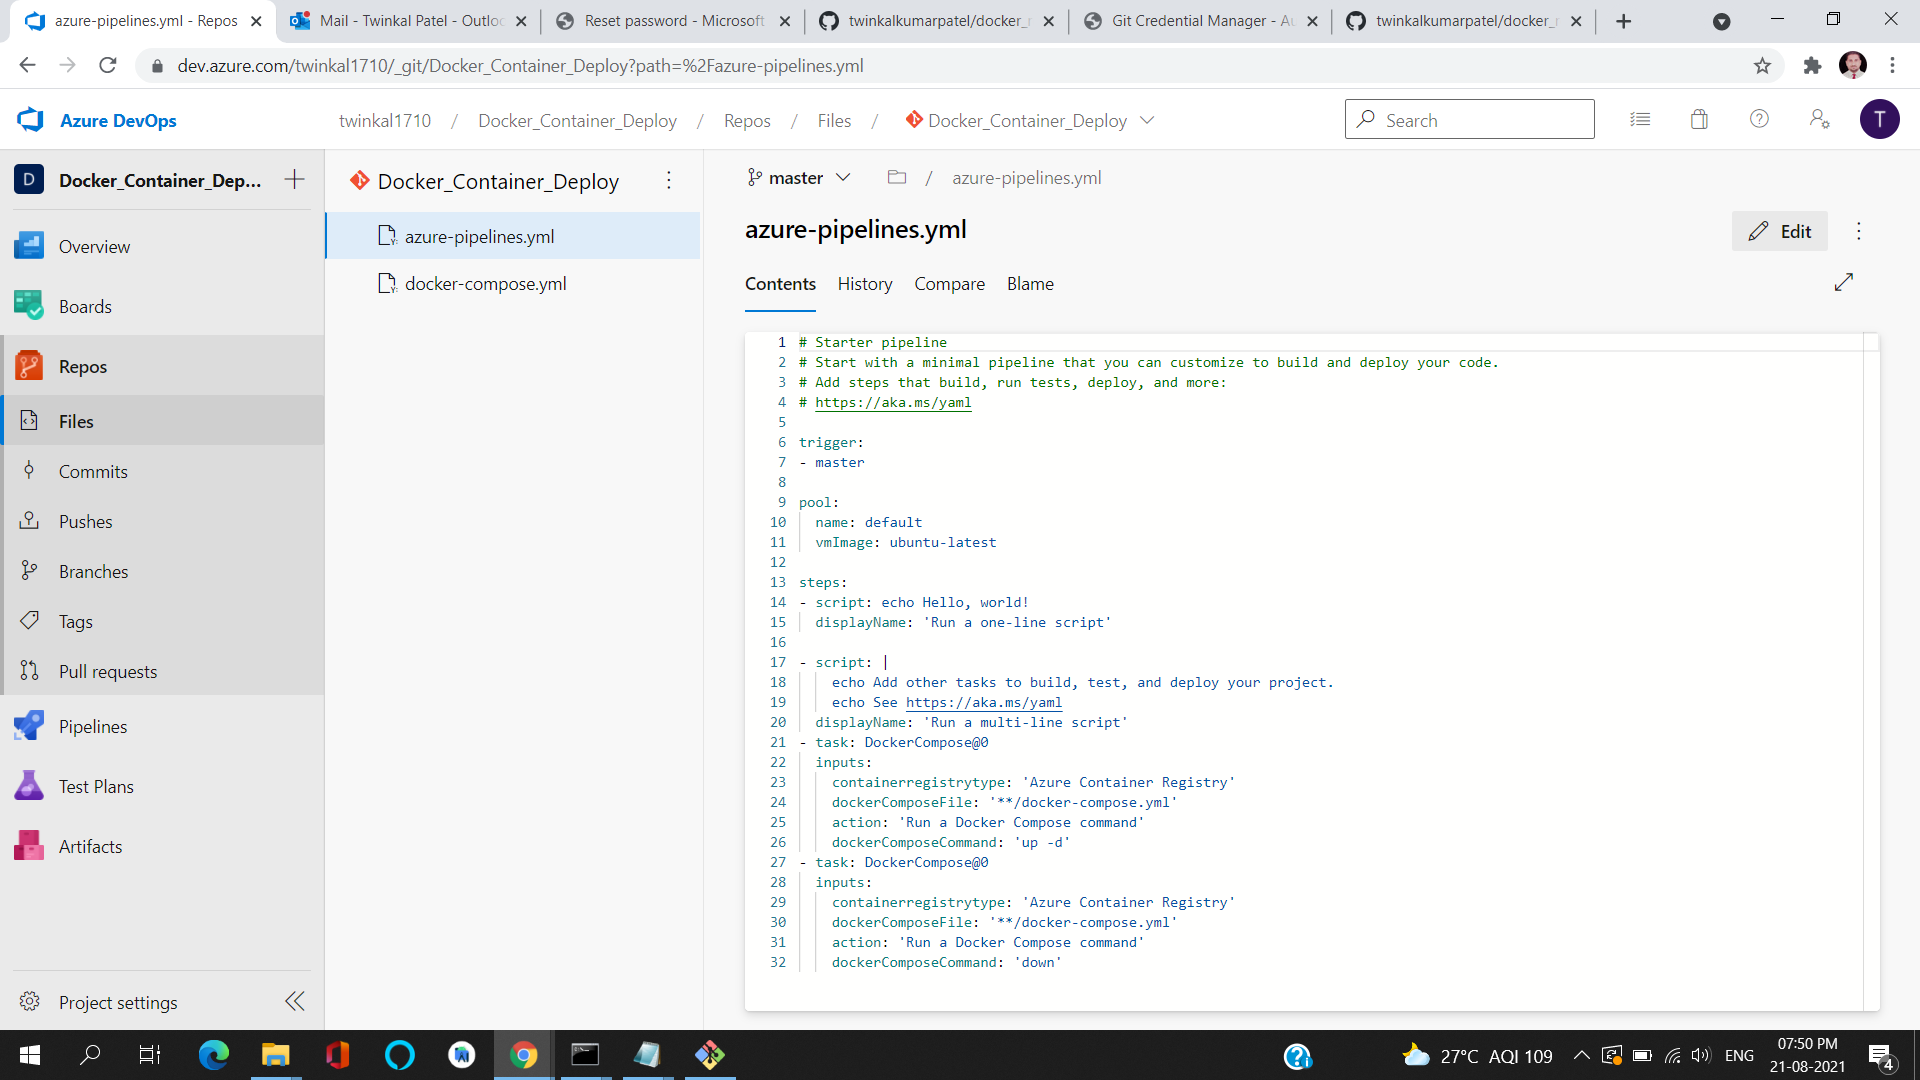 azure-pipelines.yml - Repos
Mail - Twinkal Patel - Outloo
Reset password - Microsoft
twinkalkumarpatel/docker_r
Git Credential Manager - Au
twinkalkumarpatel/docker_r
dev.azure.com/twinkal1710/_git/Docker_Container_Deploy?path=%2Fazure-pipelines.yml
Azure DevOps
twinkal1710 / Docker_Container_Deploy / Repos / Files / Docker_Container_Deploy
Search
T
D Docker_Container_Dep...
Overview
Boards
Repos
Files
Commits
Pushes
Branches
Tags
Pull requests
Pipelines
Test Plans
Artifacts
Project settings
Docker_Container_Deploy
azure-pipelines.yml
docker-compose.yml
master / azure-pipelines.yml
azure-pipelines.yml
Edit
Contents History Compare Blame
1 # Starter pipeline
2 # Start with a minimal pipeline that you can customize to build and deploy your code.
3 # Add steps that build, run tests, deploy, and more:
4 # https://aka.ms/yaml
5
6 trigger:
7 - master
8
9 pool:
10 name: default
11 vmImage: ubuntu-latest
12
13 steps:
14 - script: echo Hello, world!
15 displayName: 'Run a one-line script'
16
17 - script: |
18 echo Add other tasks to build, test, and deploy your project.
19 echo See https://aka.ms/yaml
20 displayName: 'Run a multi-line script'
21 - task: DockerCompose@0
22 inputs:
23 containerregistrytype: 'Azure Container Registry'
24 dockerComposeFile: '**/docker-compose.yml'
25 action: 'Run a Docker Compose command'
26 dockerComposeCommand: 'up -d'
27 - task: DockerCompose@0
28 inputs:
29 containerregistrytype: 'Azure Container Registry'
30 dockerComposeFile: '**/docker-compose.yml'
31 action: 'Run a Docker Compose command'
32 dockerComposeCommand: 'down'
27°C AQI 109
ENG
07:50 PM
21-08-2021
4